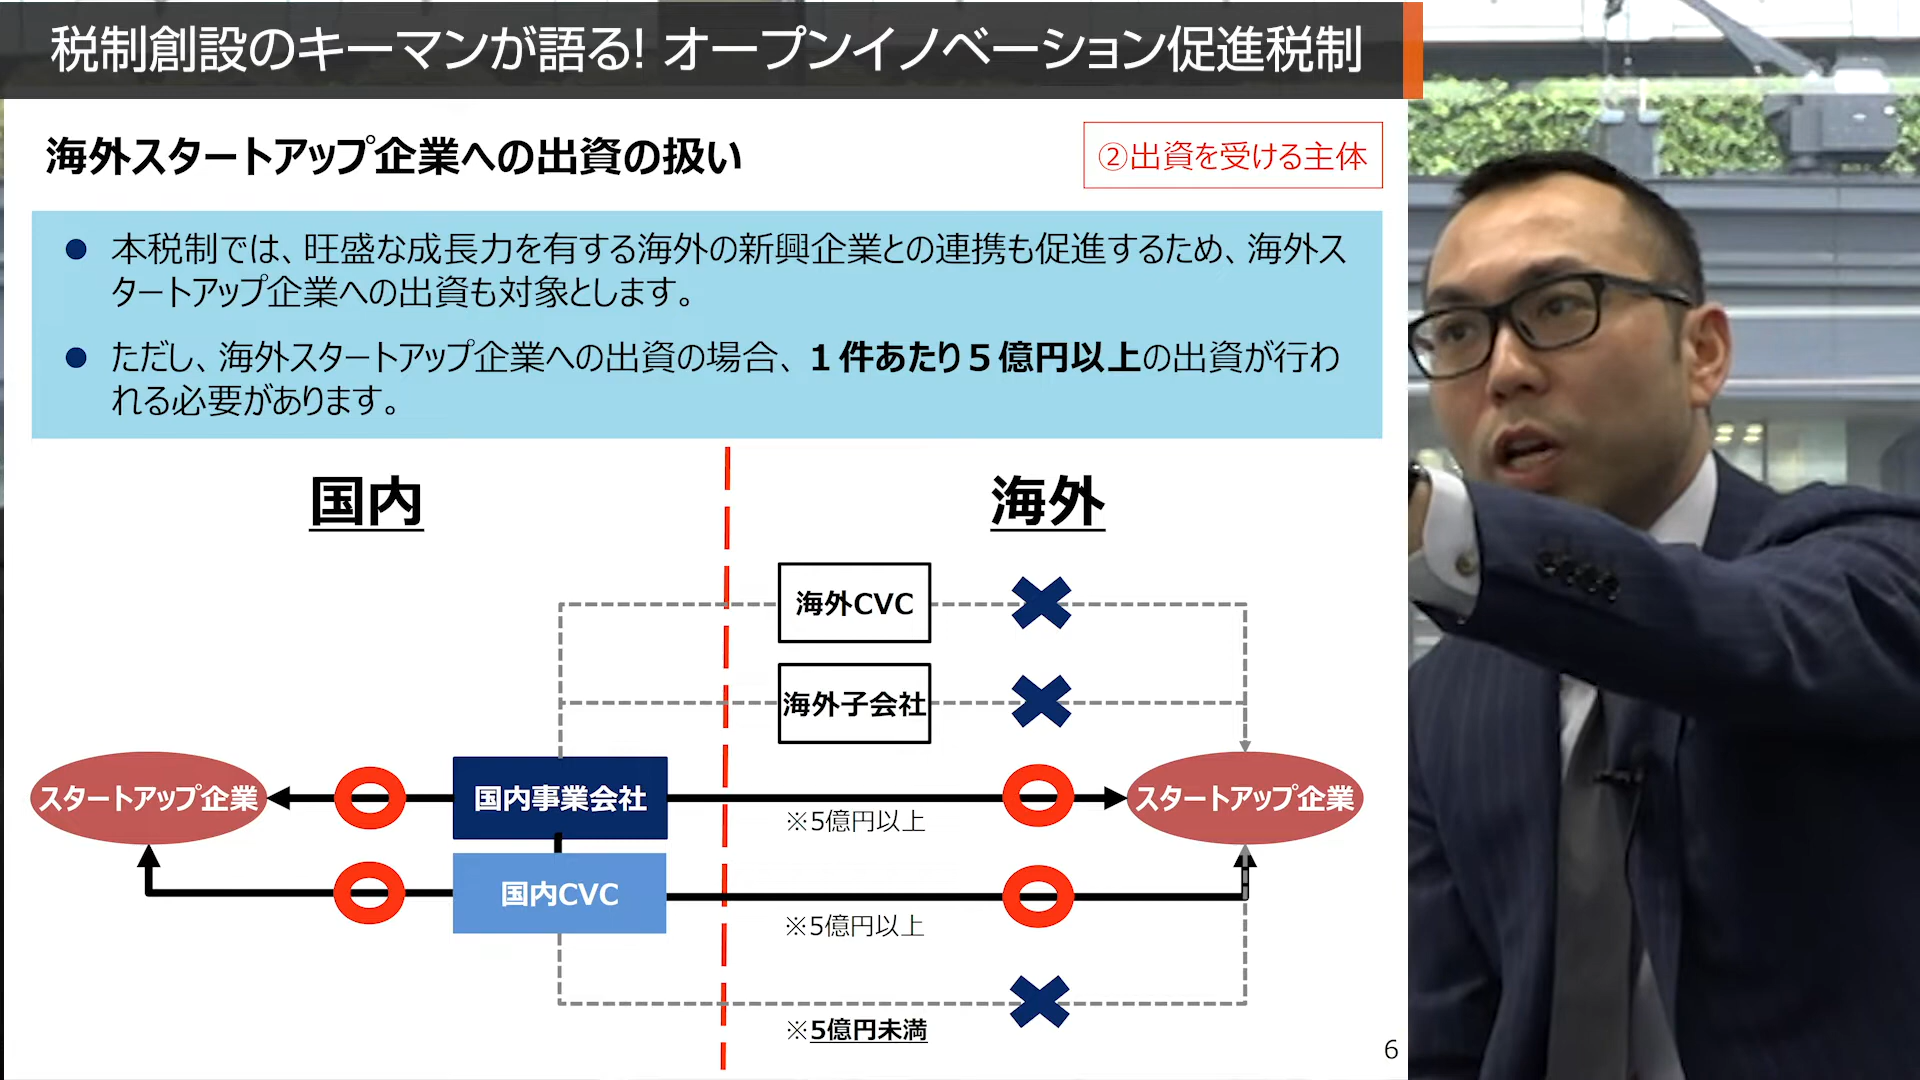 税制創設のキーマンが語る! オープンイノベーション促進税制
海外スタートアップ企業への出資の扱い
②出資を受ける主体
● 本税制では、旺盛な成長力を有する海外の新興企業との連携も促進するため、海外ス
タートアップ企業への出資も対象とします。
● ただし、海外スタートアップ企業への出資の場合、1件あたり5億円以上の出資が行わ
れる必要があります。
国内
海外
海外CVC
海外子会社
スタートアップ企業
国内事業会社
スタートアップ企業
※5億円以上
国内CVC
※5億円以上
※5億円未満
6